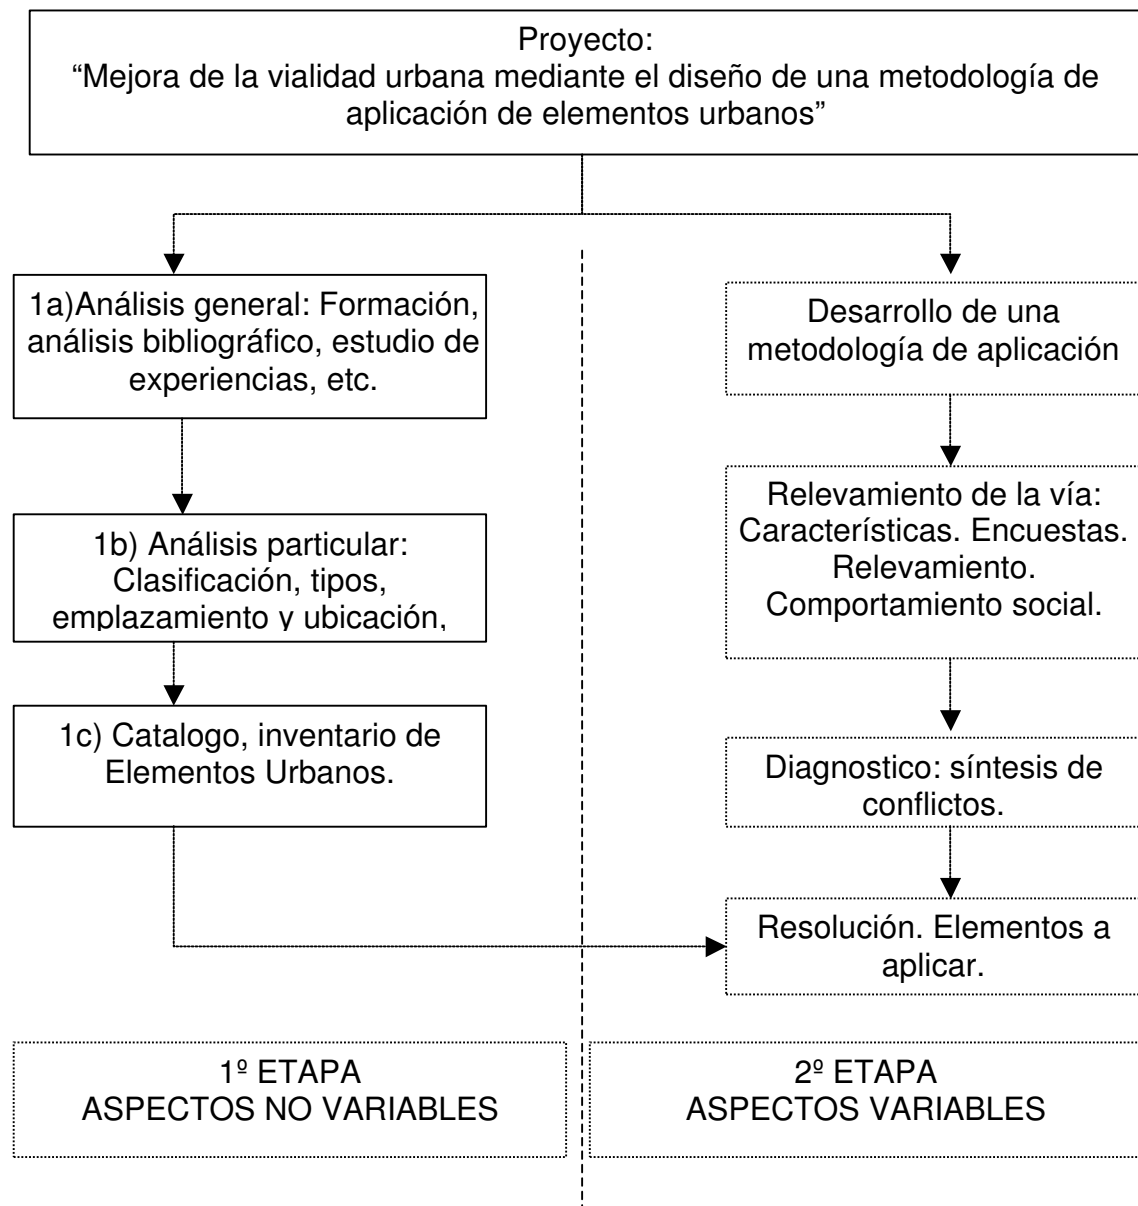 Proyecto:
“Mejora de la vialidad urbana mediante el diseño de una metodología de
aplicación de elementos urbanos”
1a)Análisis general: Formación,
análisis bibliográfico, estudio de
experiencias, etc.
1b) Análisis particular:
Clasificación, tipos,
emplazamiento y ubicación,
1c) Catalogo, inventario de
Elementos Urbanos.
Desarrollo de una
metodología de aplicación
Relevamiento de la vía:
Características. Encuestas.
Relevamiento.
Comportamiento social.
Diagnostico: síntesis de
conflictos.
Resolución. Elementos a
aplicar.
1º ETAPA
ASPECTOS NO VARIABLES
2º ETAPA
ASPECTOS VARIABLES